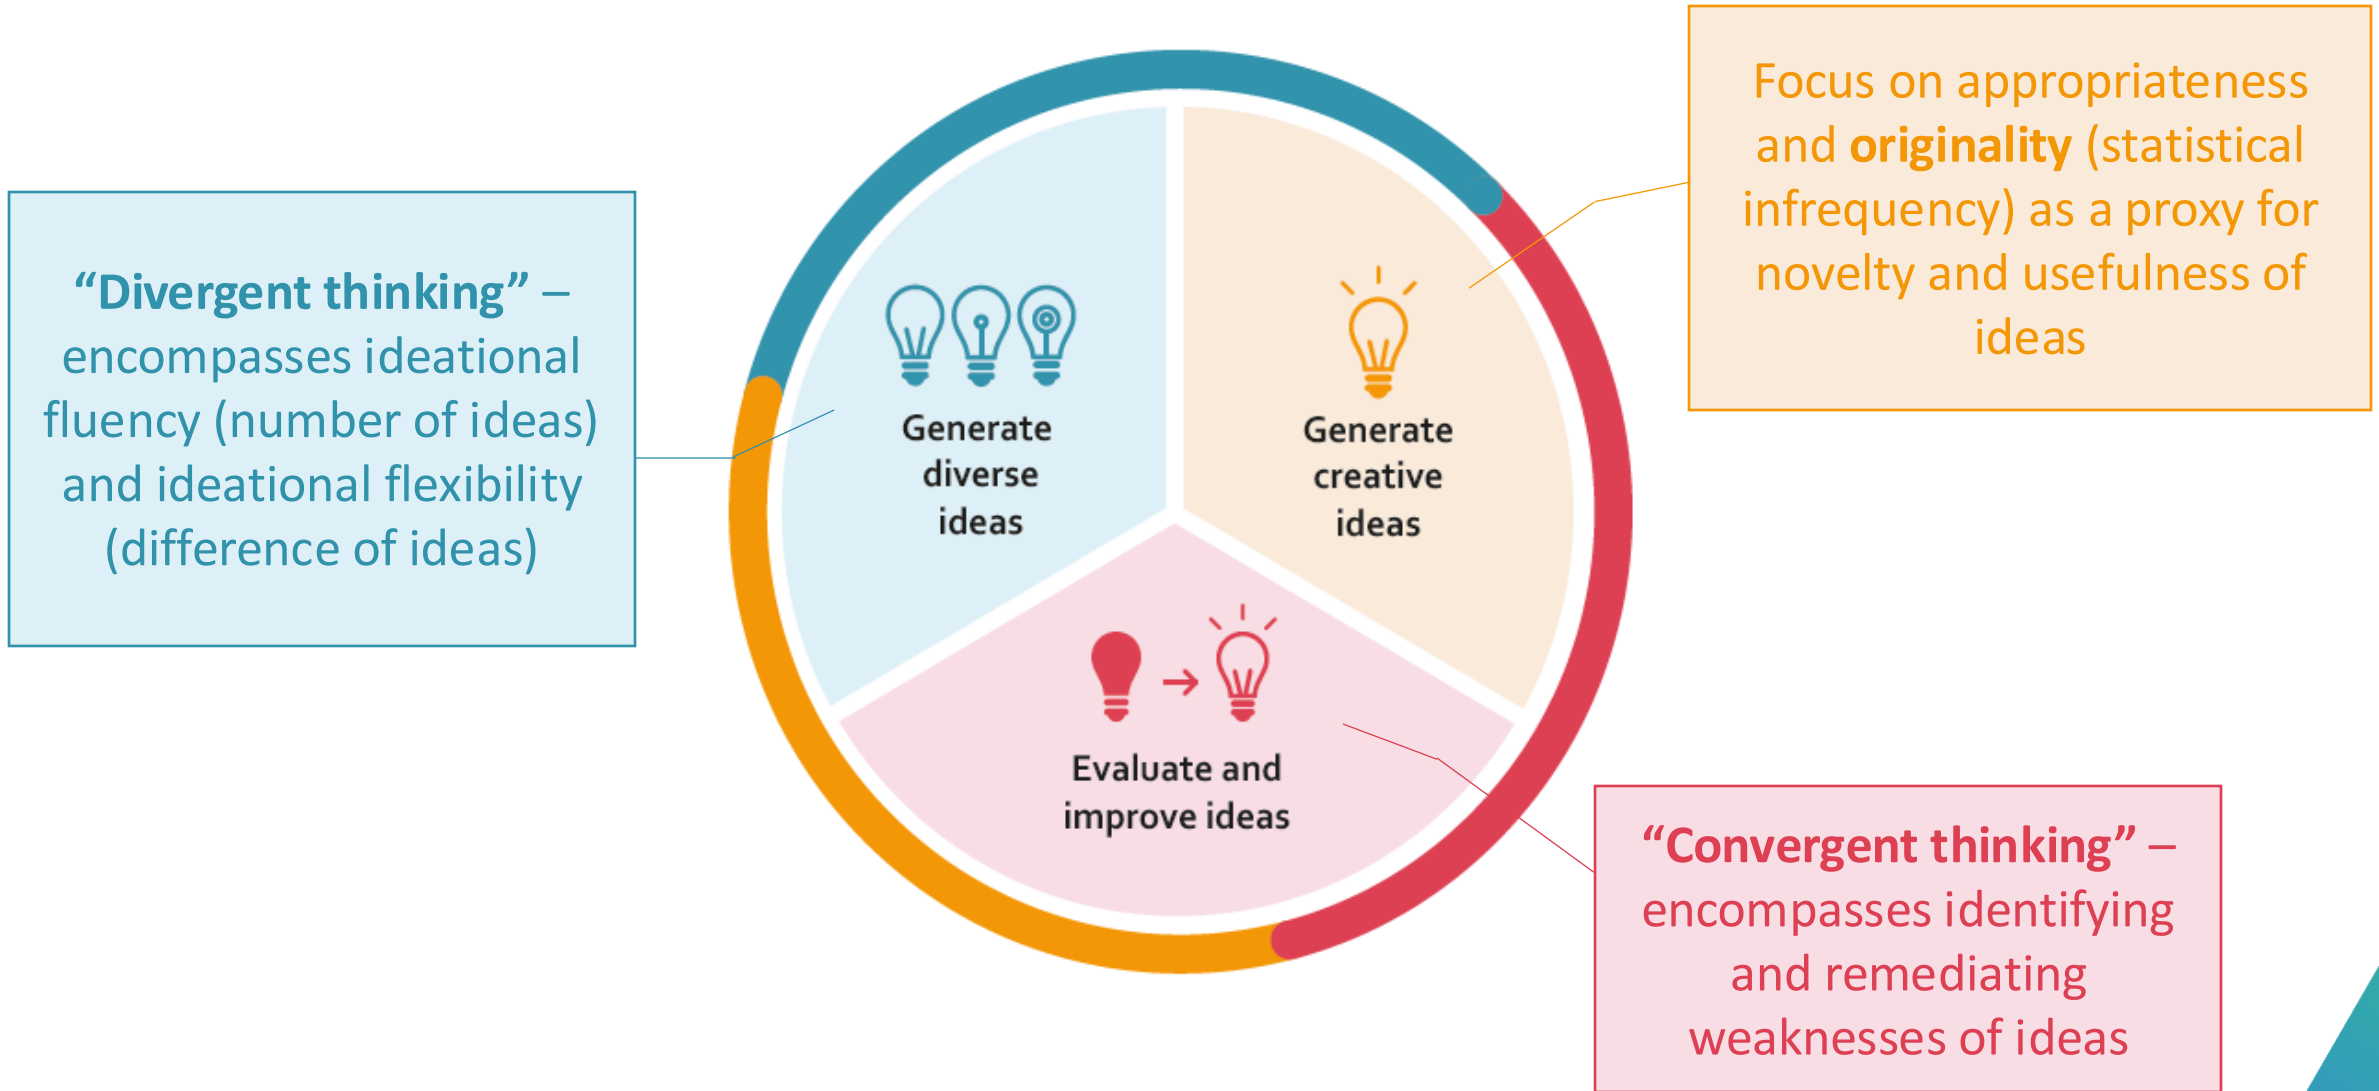 “Divergent thinking” –
encompasses ideational
fluency (number of ideas)
and ideational flexibility
(difference of ideas)
Generate
diverse
ideas
Generate
creative
ideas
Evaluate and
improve ideas
Focus on appropriateness
and originality (statistical
infrequency) as a proxy for
novelty and usefulness of
ideas
“Convergent thinking” –
encompasses identifying
and remediating
weaknesses of ideas